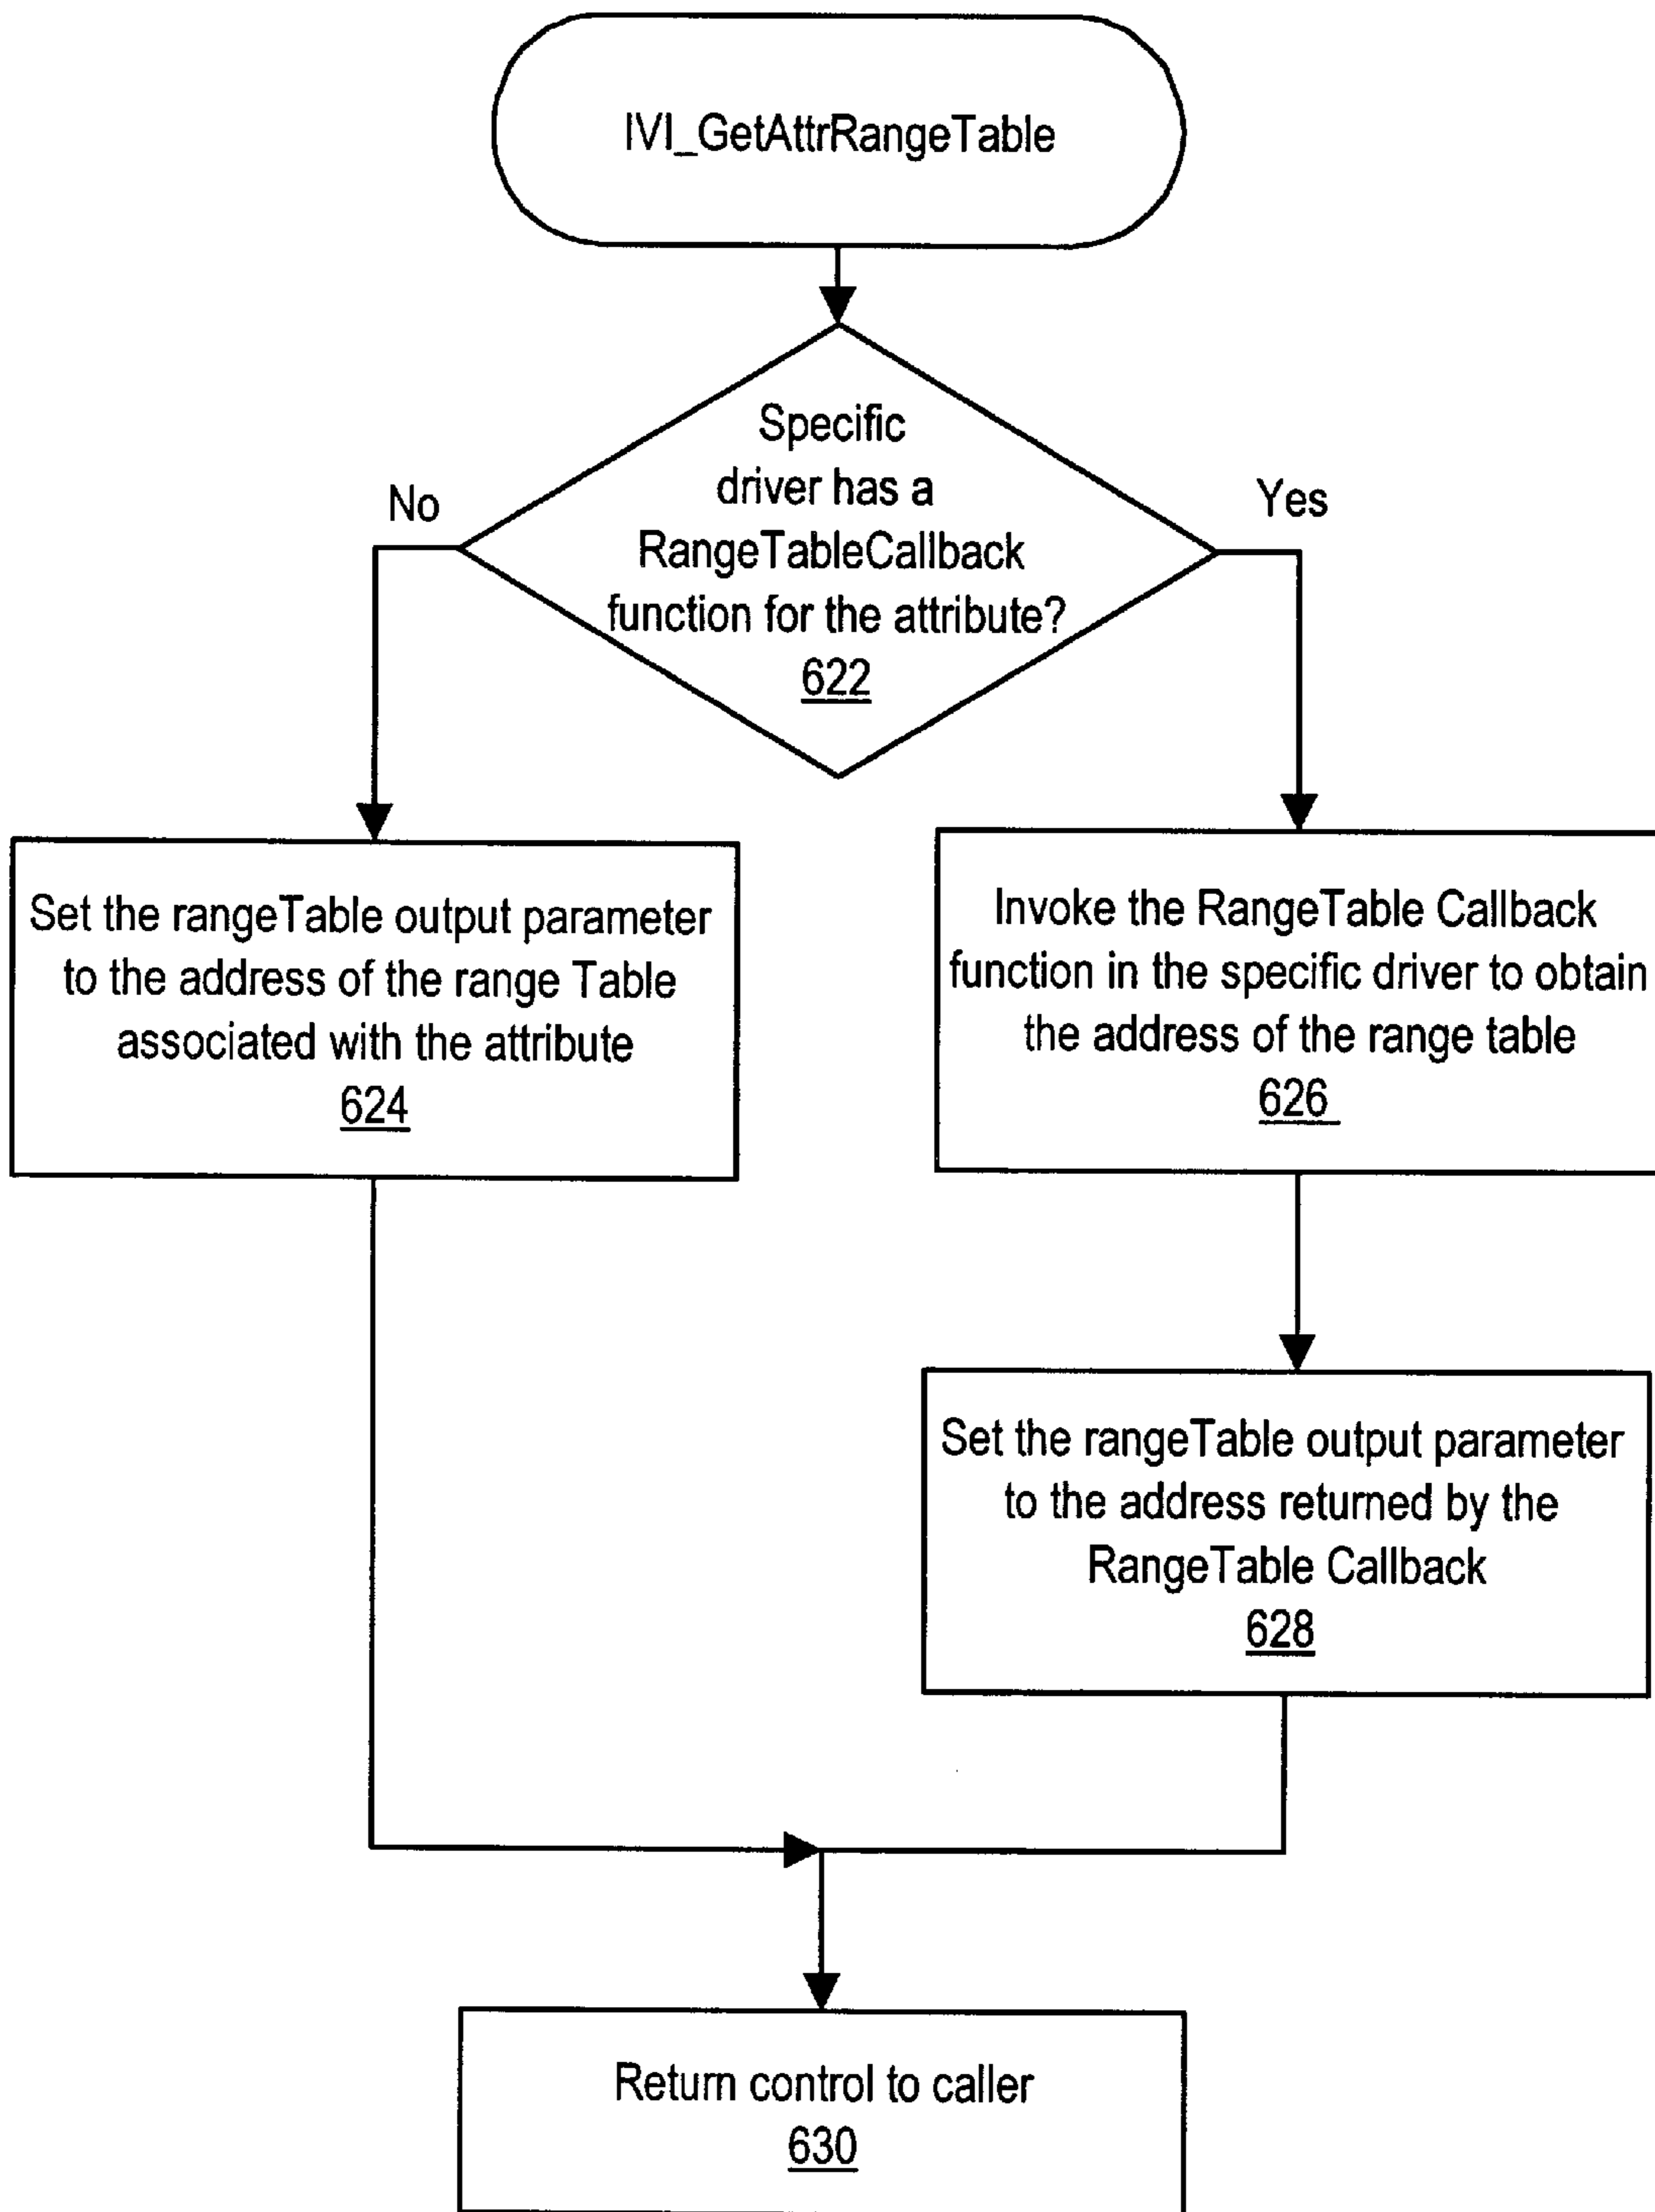 IVI_GetAttrRangeTable
Specific
driver has a
RangeTableCallback
function for the attribute?
622
No
Yes
Set the rangeTable output parameter
to the address of the range Table
associated with the attribute
624
Invoke the RangeTable Callback
function in the specific driver to obtain
the address of the range table
626
Set the rangeTable output parameter
to the address returned by the
RangeTable Callback
628
Return control to caller
630